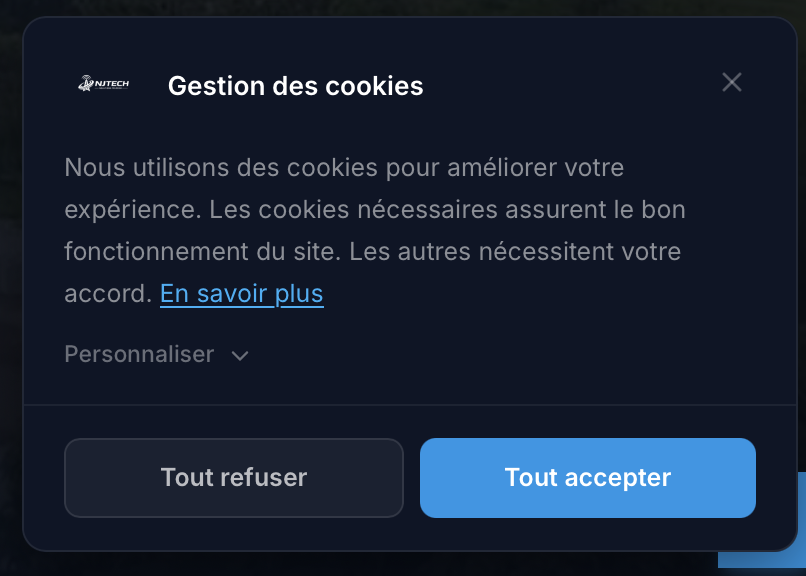 NJTECH
Gestion des cookies
Nous utilisons des cookies pour améliorer votre
expérience. Les cookies nécessaires assurent le bon
fonctionnement du site. Les autres nécessitent votre
accord. En savoir plus
Personnaliser
Tout refuser
Tout accepter